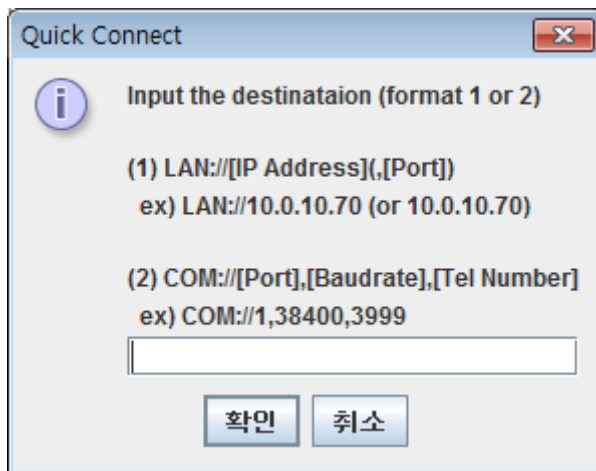 Quick Connect
Input the destinataion (format 1 or 2)
(1) LAN://[IP Address](,[Port])
ex) LAN://10.0.10.70 (or 10.0.10.70)
(2) COM://[Port],[Baudrate],[Tel Number]
ex) COM://1,38400,3999
확인 취소